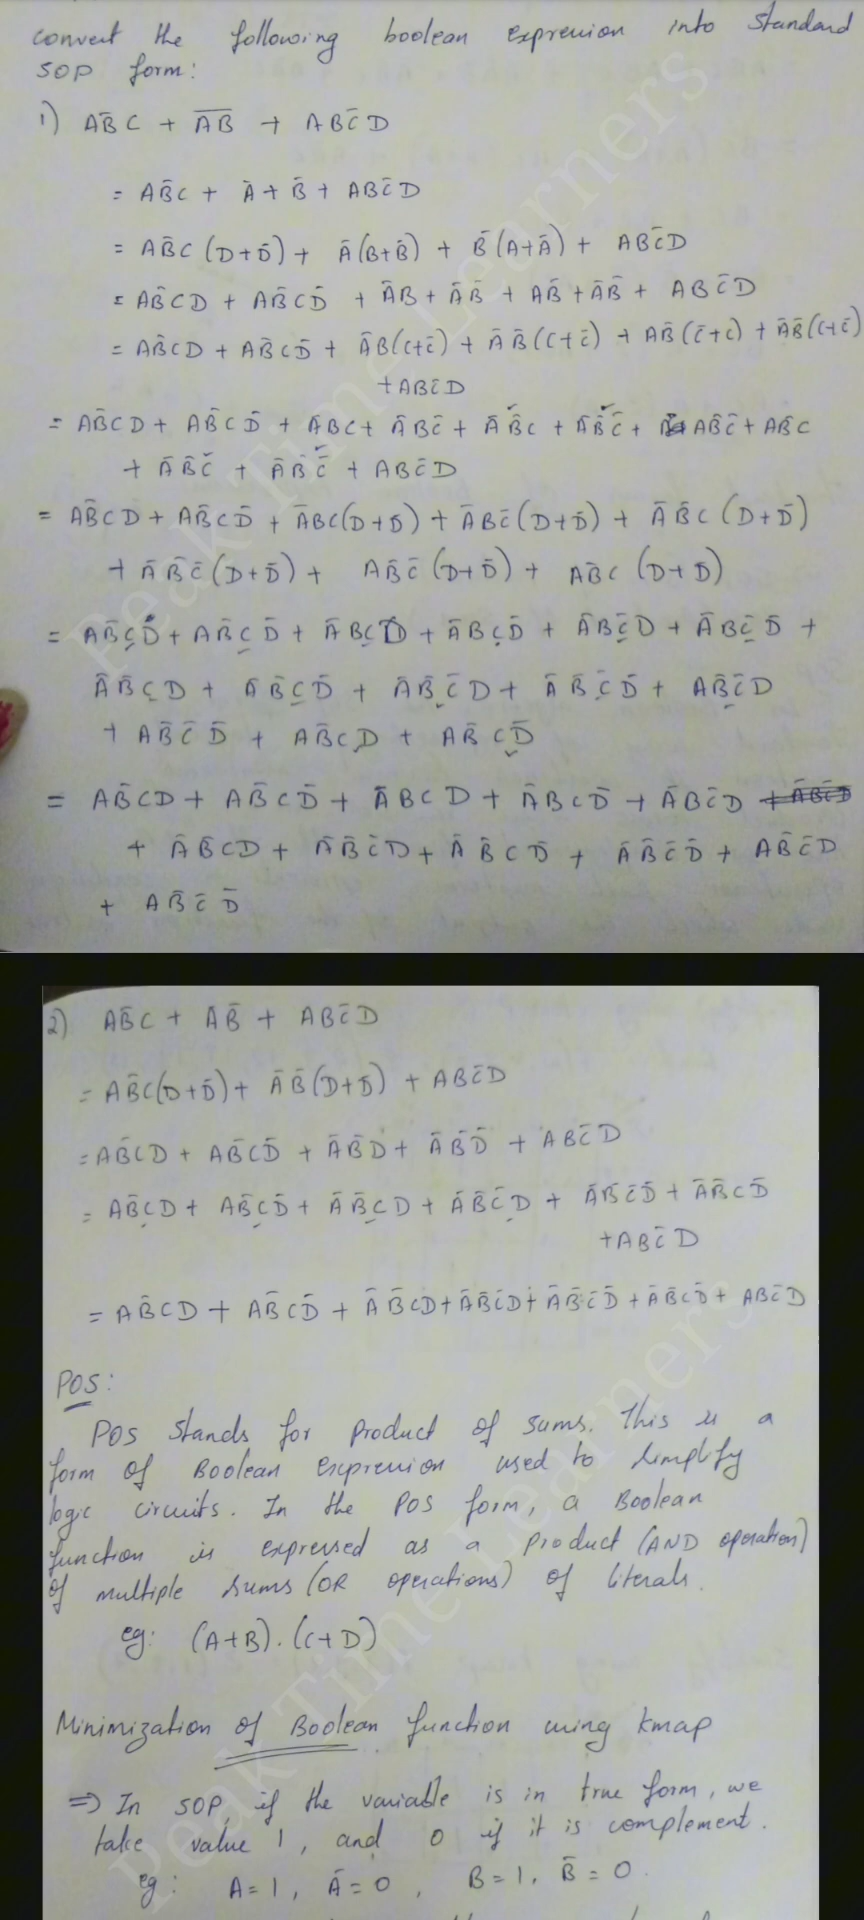 convert the following boolean expression into standard
SOP form:
1) AB̄C + A̅B̅ + ABC̄D
= AB̄C + Ā + B̄ + ABC̄D
= AB̄C (D+D̄) + Ā(B+B̄) + B̄(A+Ā) + ABC̄D
= AB̄CD + AB̄CD̄ + ĀB + ĀB̄ + AB̄ + ĀB̄ + ABC̄D
= AB̄CD + AB̄CD̄ + ĀB(C+C̄) + ĀB̄(C+C̄) + AB̄(C̄+C) + ĀB̄(C+C̄)
+ ABC̄D
= AB̄CD + AB̄CD̄ + ĀBC + ĀBC̄ + ĀB̄C + ĀB̄C̄ + AB̄C̄ + AB̄C
+ ĀB̄C + ĀB̄C̄ + ABC̄D
= AB̄CD + AB̄CD̄ + ĀBC(D+D̄) + ĀBC̄(D+D̄) + ĀB̄C (D+D̄)
+ ĀB̄C̄(D+D̄) + AB̄C̄(D+D̄) + AB̄C (D+D̄)
= AB̄CD + AB̄CD̄ + ĀBCD + ĀBCD̄ + ĀBC̄D + ĀBC̄D̄ +
ĀB̄CD + ĀB̄CD̄ + ĀB̄C̄D + ĀB̄C̄D̄ + AB̄C̄D
+ AB̄C̄D̄ + AB̄CD + AB̄CD̄
= AB̄CD + AB̄CD̄ + ĀBCD + ĀBCD̄ + ĀBC̄D
+ ĀB̄CD + ĀB̄C̄D + ĀB̄CD̄ + ĀB̄C̄D̄ + AB̄C̄D
+ AB̄C̄D̄
2) AB̄C + AB̄ + ABC̄D
= AB̄C(D+D̄) + ĀB̄(D+D̄) + ABC̄D
= AB̄CD + AB̄CD̄ + ĀB̄D + ĀB̄D̄ + ABC̄D
= AB̄CD + AB̄CD̄ + ĀB̄CD + ĀB̄C̄D + ĀB̄C̄D̄ + ĀB̄CD̄
+ ABC̄D
= AB̄CD + AB̄CD̄ + ĀB̄CD + ĀB̄C̄D + ĀB̄C̄D̄ + ĀB̄CD̄ + ABC̄D
POS:
POS stands for Product of sums. This is a
form of Boolean Expression used to simplify
logic circuits. In the POS form, a Boolean
function is expressed as a product (AND operation)
of multiple sums (OR operations) of literals.
eg: (A+B).(C+D)
Minimization of Boolean function using kmap
⇒ In SOP, if the variable is in true form, we
take value 1, and 0 if it is complement.
eg: A=1, Ā=0, B=1, B̄=0.
Peak Time Learners
Peak Time Learners